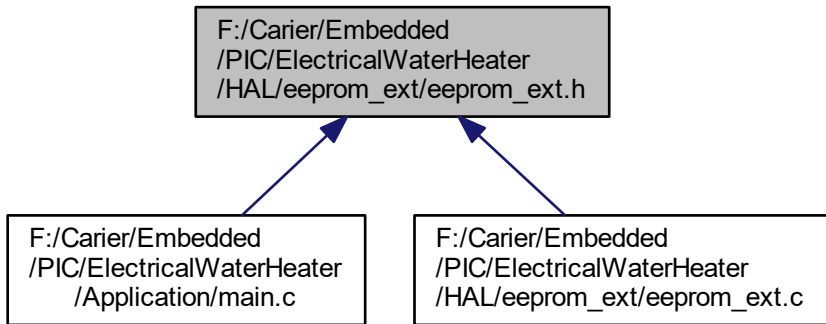 F:/Carier/Embedded
/PIC/ElectricalWaterHeater
/HAL/eeprom_ext/eeprom_ext.h
F:/Carier/Embedded
/PIC/ElectricalWaterHeater
/Application/main.c
F:/Carier/Embedded
/PIC/ElectricalWaterHeater
/HAL/eeprom_ext/eeprom_ext.c